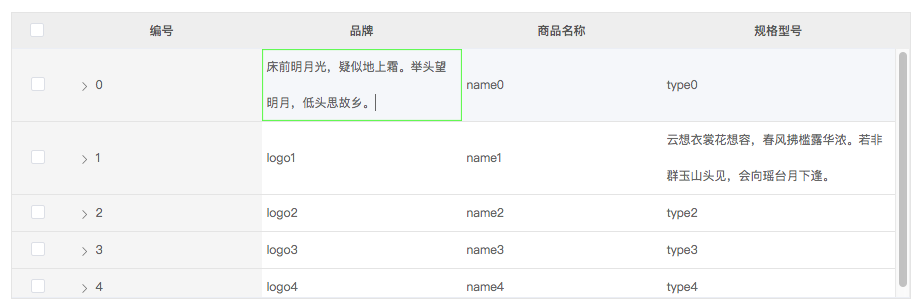 编号 品牌 商品名称 规格型号
床前明月光，疑似地上霜。举头望
0 name0 type0
明月，低头思故乡。
云想衣裳花想容，春风拂槛露华浓。若非
1 logo1 name1
群玉山头见，会向瑶台月下逢。
2 logo2 name2 type2
3 logo3 name3 type3
4 logo4 name4 type4